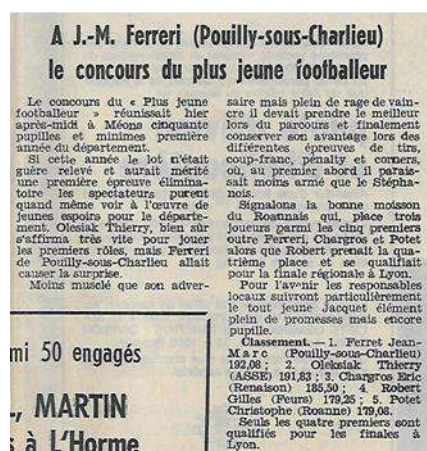 A J.-M. Ferreri (Pouilly-sous-Charlieu)
le concours du plus jeune footballeur
Le concours du « Plus jeune
footballeur » réunissait hier
après-midi à Méons cinquante
pupilles et minimes première
année du département.
Si cette année le lot n'était
guère relevé et aurait mérité
une première épreuve élimina-
toire les spectateurs purent
quand même voir à l'œuvre de
jeunes espoirs pour le départe-
ment. Olesiak Thierry, bien sûr
s'affirma très vite pour jouer
les premiers rôles, mais Ferreri
de Pouilly-sous-Charlieu allait
causer la surprise.
Moins musclé que son adver-
saire mais plein de rage de vain-
cre il devait prendre le meilleur
lors du parcours et finalement
conserver son avantage lors des
différentes épreuves de tirs,
coup-franc, penalty et corners,
où, au premier abord il parais-
sait moins armé que le Stépha-
nois.
Signalons la bonne moisson
du Roannais qui, place trois
joueurs parmi les cinq premiers
outre Ferreri, Chargros et Potet
alors que Robert prenait la qua-
trième place et se qualifiait
pour la finale régionale à Lyon.
Pour l'avenir les responsables
locaux suivront particulièrement
le tout jeune Jacquet élément
plein de promesses mais encore
pupille.
Classement. — 1. Ferret Jean-
Marc (Pouilly-sous-Charlieu)
192,08 ; 2. Oleksiak Thierry
(ASSE) 191,83 ; 3. Chargros Eric
(Renaison) 185,50 ; 4. Robert
Gilles (Feurs) 179,25 ; 5. Potet
Christophe (Roanne) 179,08.
Seuls les quatre premiers sont
qualifiés pour les finales à
Lyon.
mi 50 engagés
., MARTIN
s à L'Horme